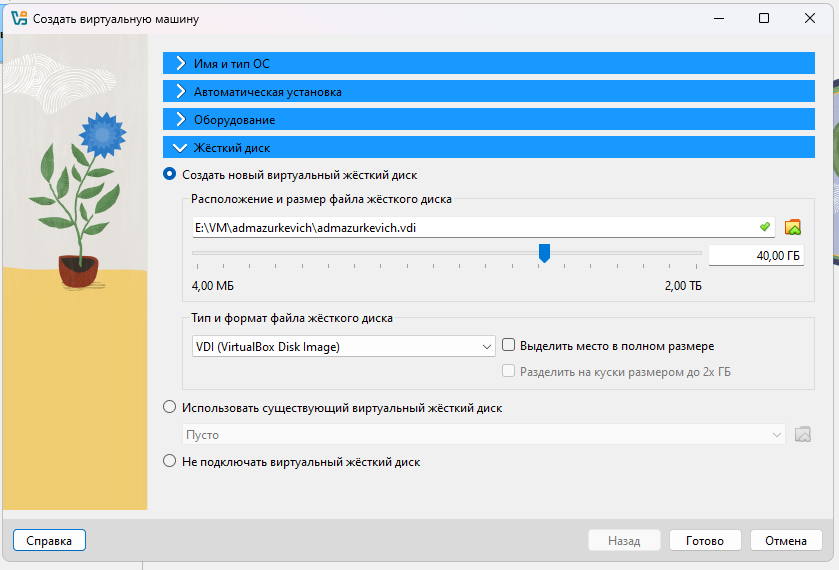 Создать виртуальную машину
Имя и тип ОС
Автоматическая установка
Оборудование
Жёсткий диск
Создать новый виртуальный жёсткий диск
Расположение и размер файла жёсткого диска
E:\VM\admazurkevich\admazurkevich.vdi
40,00 ГБ
4,00 МБ 2,00 ТБ
Тип и формат файла жёсткого диска
VDI (VirtualBox Disk Image) Выделить место в полном размере
Разделить на куски размером до 2х ГБ
Использовать существующий виртуальный жёсткий диск
Пусто
Не подключать виртуальный жёсткий диск
Справка Назад Готово Отмена